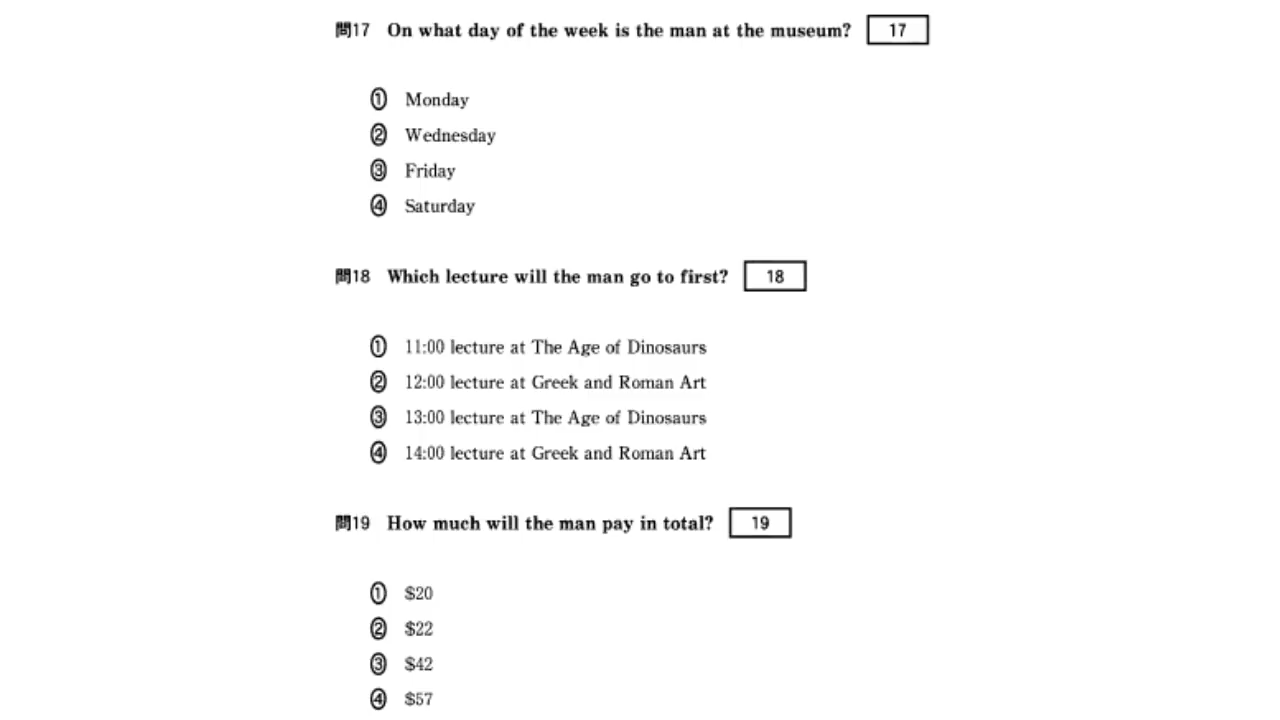 問17 On what day of the week is the man at the museum? 17
① Monday
② Wednesday
③ Friday
④ Saturday
問18 Which lecture will the man go to first? 18
① 11:00 lecture at The Age of Dinosaurs
② 12:00 lecture at Greek and Roman Art
③ 13:00 lecture at The Age of Dinosaurs
④ 14:00 lecture at Greek and Roman Art
問19 How much will the man pay in total? 19
① $20
② $22
③ $42
④ $57